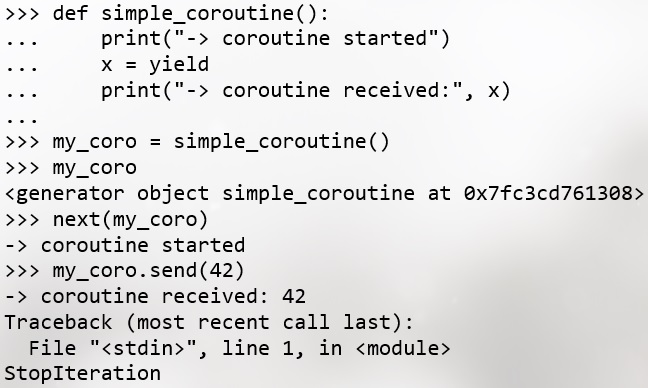 >>> def simple_coroutine():
...     print("-> coroutine started")
...     x = yield
...     print("-> coroutine received:", x)
...
>>> my_coro = simple_coroutine()
>>> my_coro
<generator object simple_coroutine at 0x7fc3cd761308>
>>> next(my_coro)
-> coroutine started
>>> my_coro.send(42)
-> coroutine received: 42
Traceback (most recent call last):
  File "<stdin>", line 1, in <module>
StopIteration